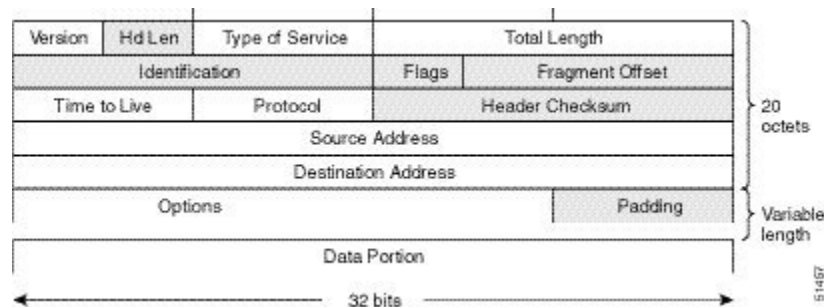 Version Hd Len Type of Service Total Length
Identification Flags Fragment Offset
Time to Live Protocol Header Checksum
20
octets
Source Address
Destination Address
Options Padding
Variable
length
Data Portion
32 bits
51457